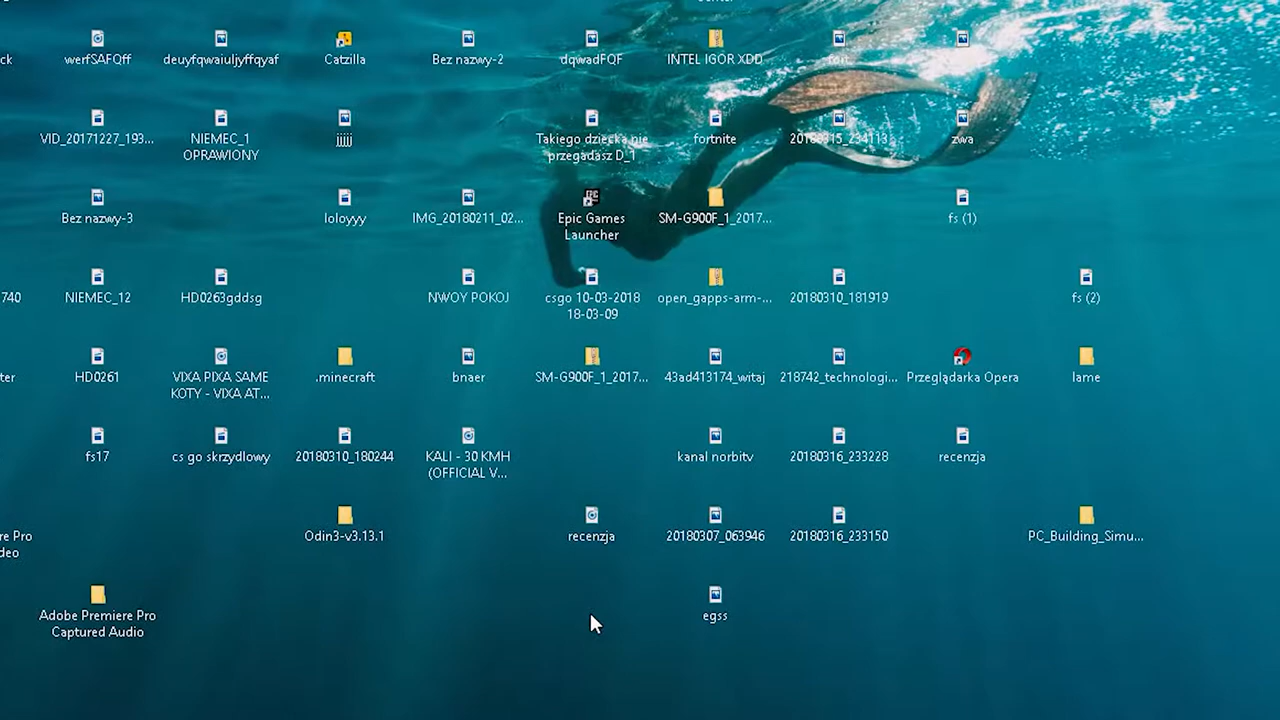 ck
werfSAFQff
deuyfqwaiuljyffqyaf
Catzilla
Bez nazwy-2
dqwadFQF
INTEL IGOR XDD
fort
VID_20171227_193...
NIEMEC_1
OPRAWIONY
jjjjj
Takiego dziecka nie
przegadasz D_1
fortnite
20180315_234113
zwa
Bez nazwy-3
loloyyy
IMG_20180211_02...
Epic Games
Launcher
SM-G900F_1_2017...
fs (1)
740
NIEMEC_12
HD0263gddsg
NWOY POKOJ
csgo 10-03-2018
18-03-09
open_gapps-arm-...
20180310_181919
fs (2)
ter
HD0261
VIXA PIXA SAME
KOTY - VIXA AT...
.minecraft
bnaer
SM-G900F_1_2017...
43ad413174_witaj
218742_technologi...
Przeglądarka Opera
lame
fs17
cs go skrzydlowy
20180310_180244
KALI - 30 KMH
(OFFICIAL V...
kanal norbitv
20180316_233228
recenzja
re Pro
deo
Odin3-v3.13.1
recenzja
20180307_063946
20180316_233150
PC_Building_Simu...
Adobe Premiere Pro
Captured Audio
egss